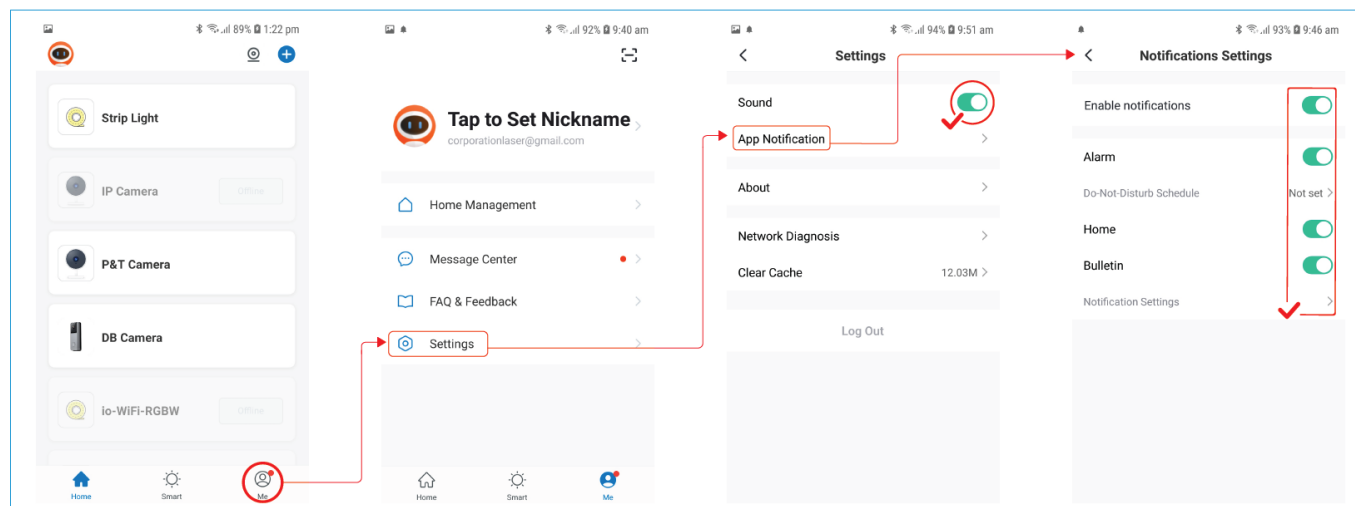 89% 1:22 pm
Strip Light
IP Camera
Offline
P&T Camera
DB Camera
io-WiFi-RGBW
Offline
Home
Smart
Me
92% 9:40 am
Tap to Set Nickname
corporationlaser@gmail.com
Home Management
Message Center
FAQ & Feedback
Settings
Home
Smart
Me
94% 9:51 am
Settings
Sound
App Notification
About
Network Diagnosis
Clear Cache 12.03M
Log Out
93% 9:46 am
Notifications Settings
Enable notifications
Alarm
Do-Not-Disturb Schedule Not set
Home
Bulletin
Notification Settings